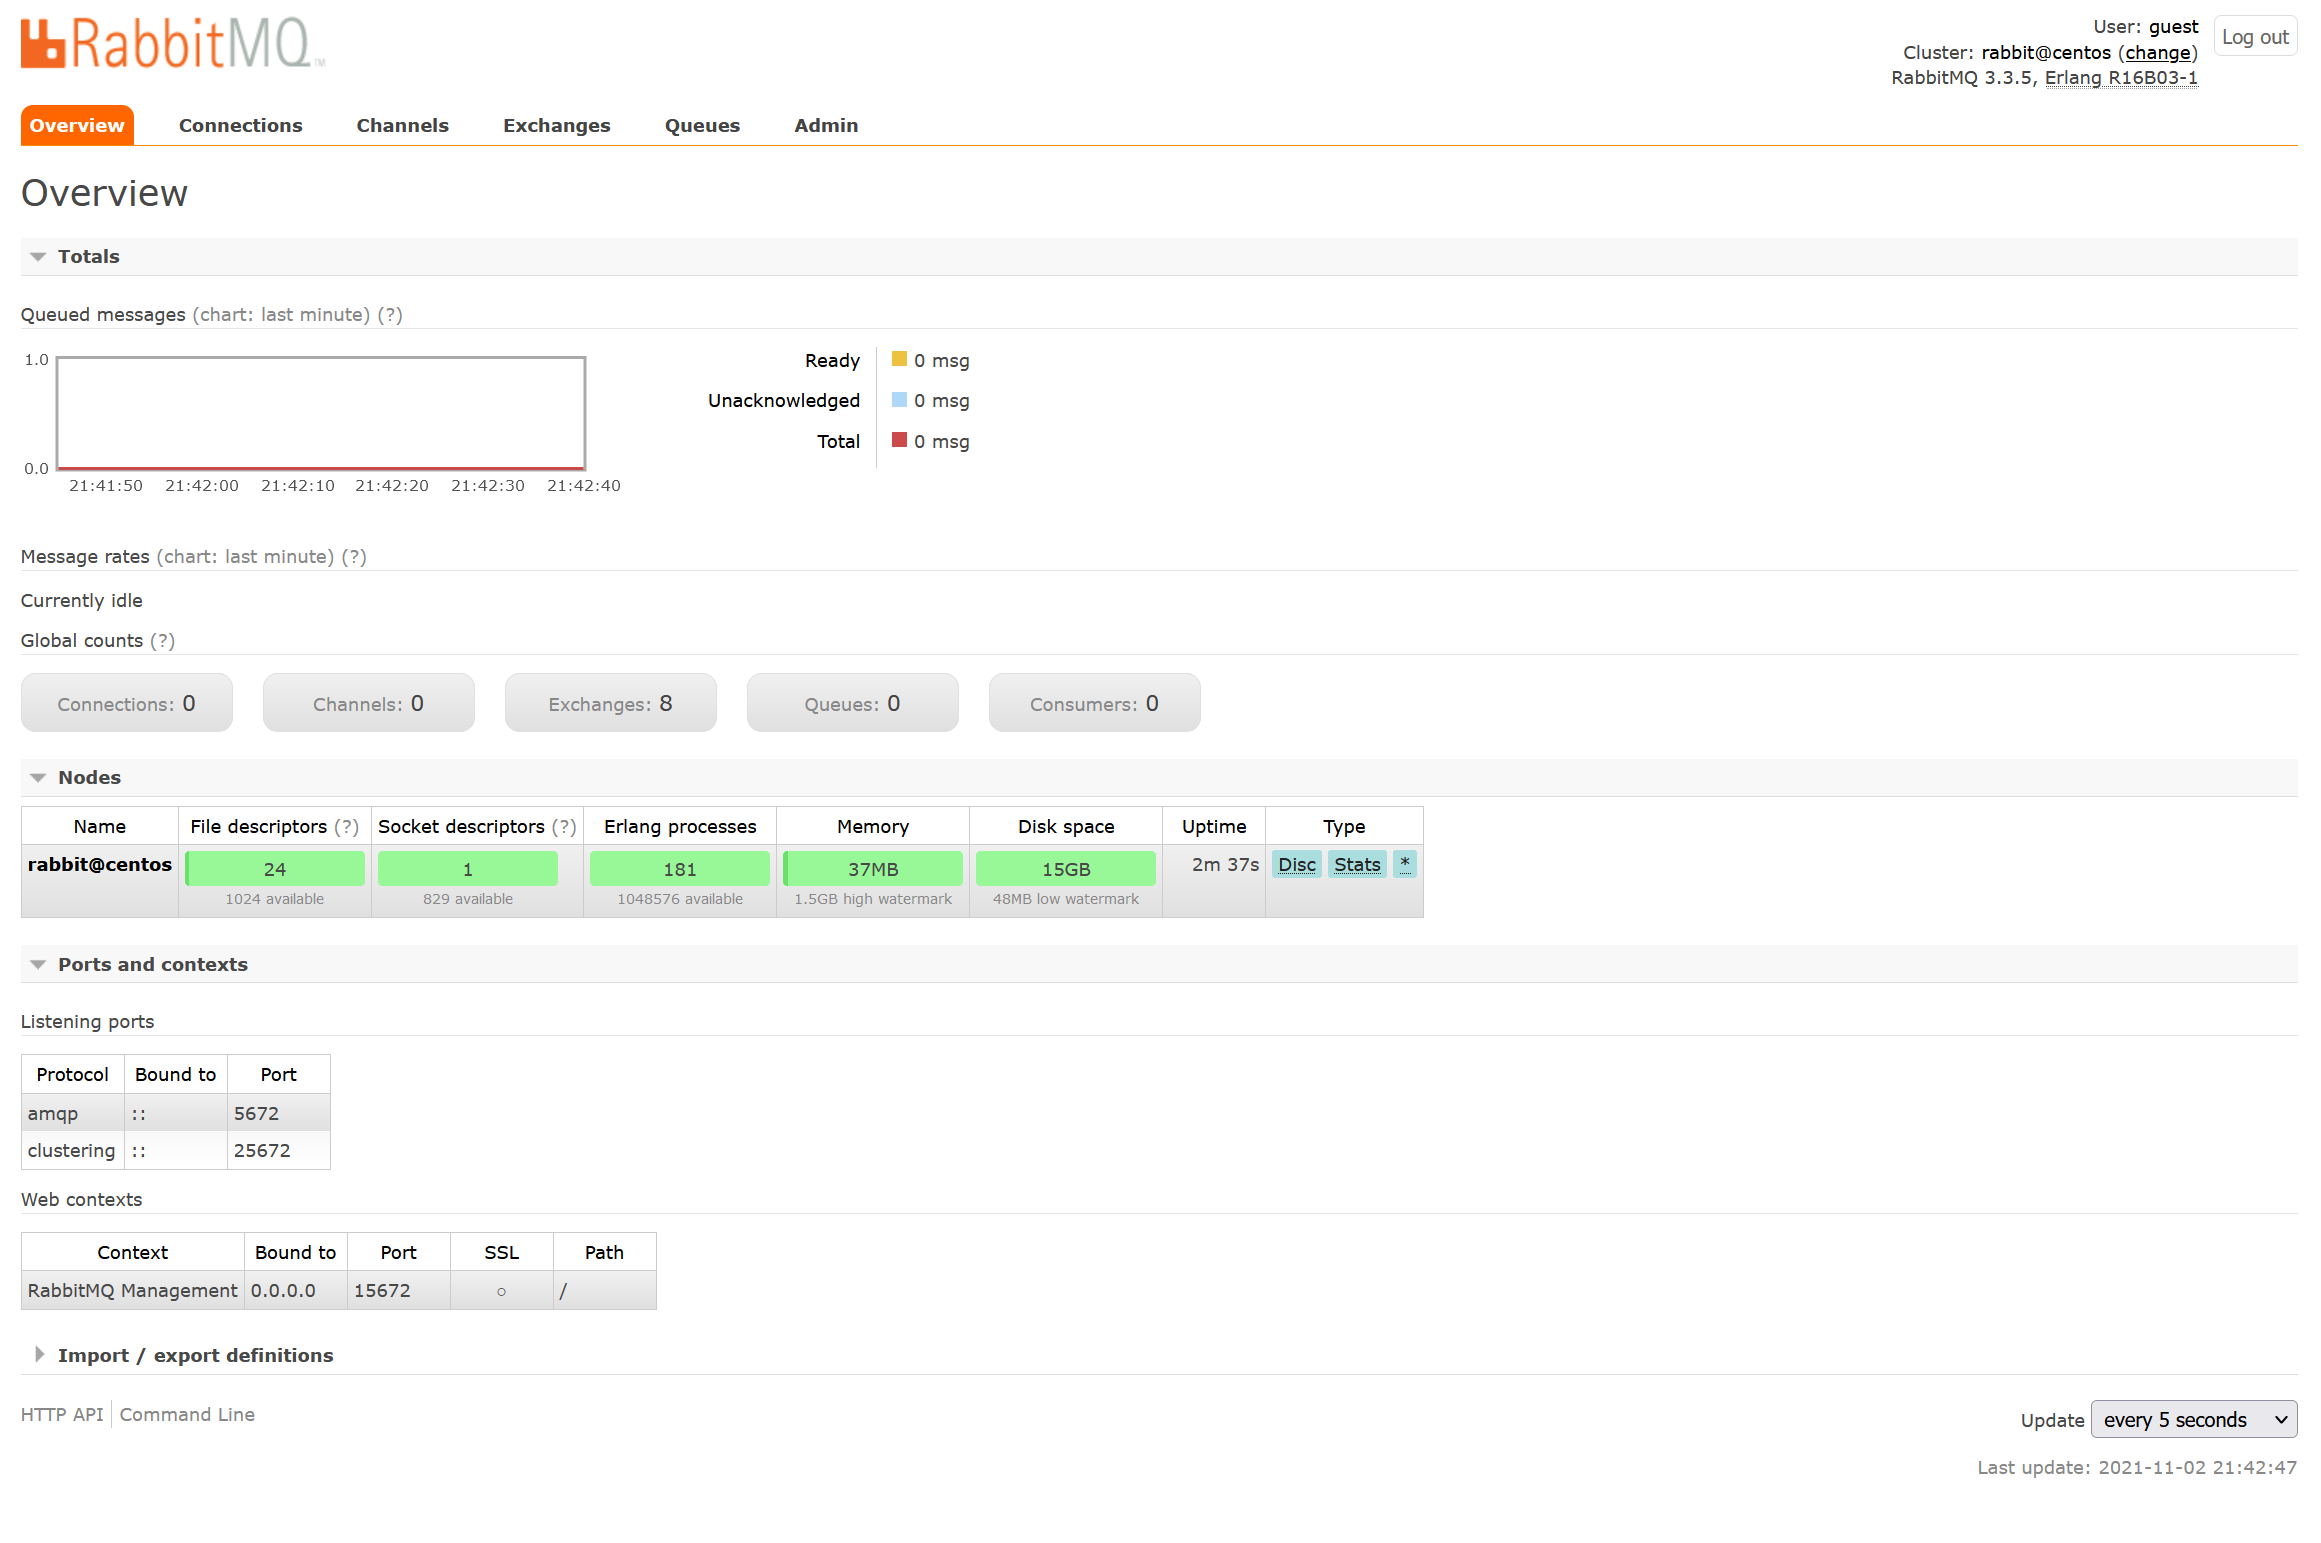 RabbitMQ™
User: guest
Cluster: rabbit@centos (change)
RabbitMQ 3.3.5, Erlang R16B03-1
Log out
Overview Connections Channels Exchanges Queues Admin
Overview
Totals
Queued messages (chart: last minute) (?)
1.0
0.0
21:41:50 21:42:00 21:42:10 21:42:20 21:42:30 21:42:40
Ready 0 msg
Unacknowledged 0 msg
Total 0 msg
Message rates (chart: last minute) (?)
Currently idle
Global counts (?)
Connections: 0 Channels: 0 Exchanges: 8 Queues: 0 Consumers: 0
Nodes
Name File descriptors (?) Socket descriptors (?) Erlang processes Memory Disk space Uptime Type
rabbit@centos 24 1 181 37MB 15GB 2m 37s Disc Stats *
1024 available 829 available 1048576 available 1.5GB high watermark 48MB low watermark
Ports and contexts
Listening ports
Protocol Bound to Port
amqp :: 5672
clustering :: 25672
Web contexts
Context Bound to Port SSL Path
RabbitMQ Management 0.0.0.0 15672 ○ /
Import / export definitions
HTTP API Command Line
Update every 5 seconds
Last update: 2021-11-02 21:42:47